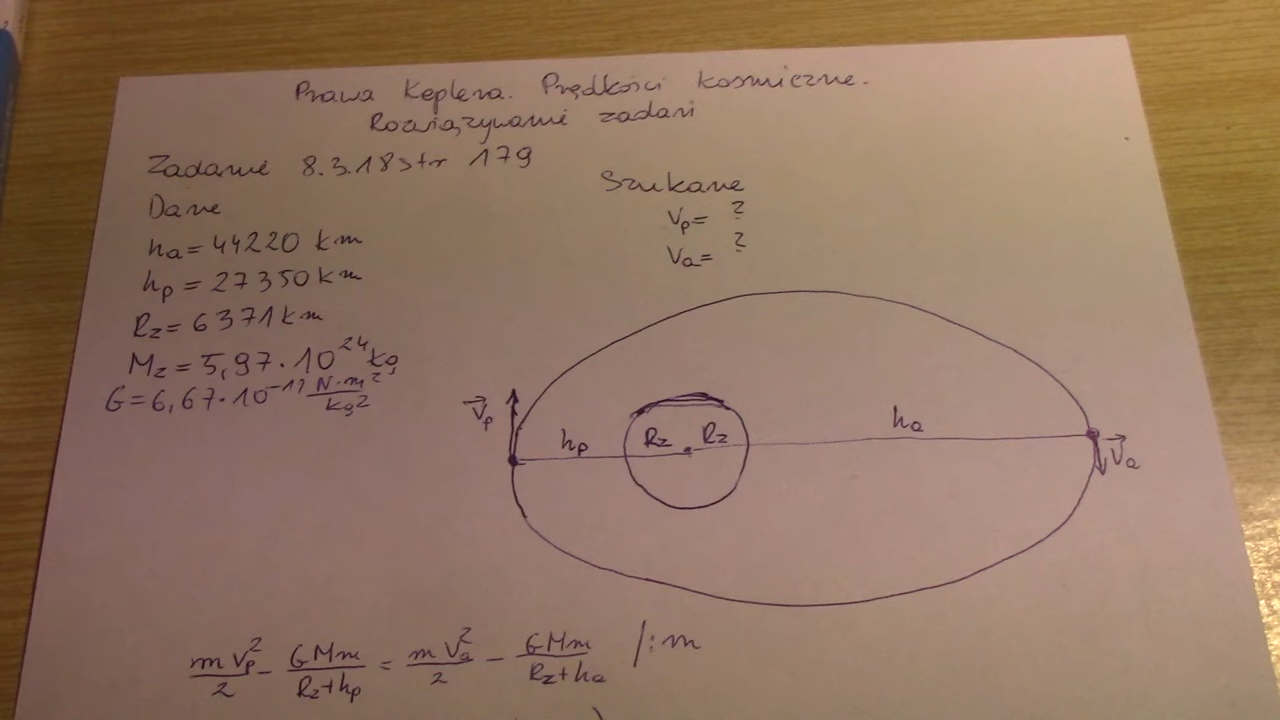 Prawa Keplera. Prędkości kosmiczne.
Rozwiązywanie zadań
Zadanie 8.3.18 str 179
Dane
Szukane
ha = 44220 km
hp = 27350 km
Rz = 6371 km
Mz = 5,97·10^24 kg
G = 6,67·10^-11 N·m²/kg²
Vp = ?
Va = ?
Vp
hp
Rz Rz
ha
Va
mVp²/2 - GMm/(Rz+hp) = mVa²/2 - GMm/(Rz+ha) /:m